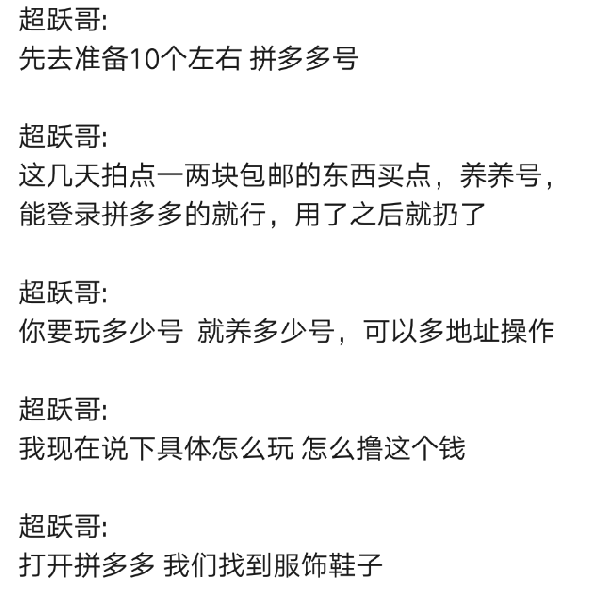 超跃哥:
先去准备10个左右 拼多多号
超跃哥:
这几天拍点一两块包邮的东西买点，养养号，
能登录拼多多的就行，用了之后就扔了
超跃哥:
你要玩多少号  就养多少号，可以多地址操作
超跃哥:
我现在说下具体怎么玩 怎么撸这个钱
超跃哥:
打开拼多多 我们找到服饰鞋子